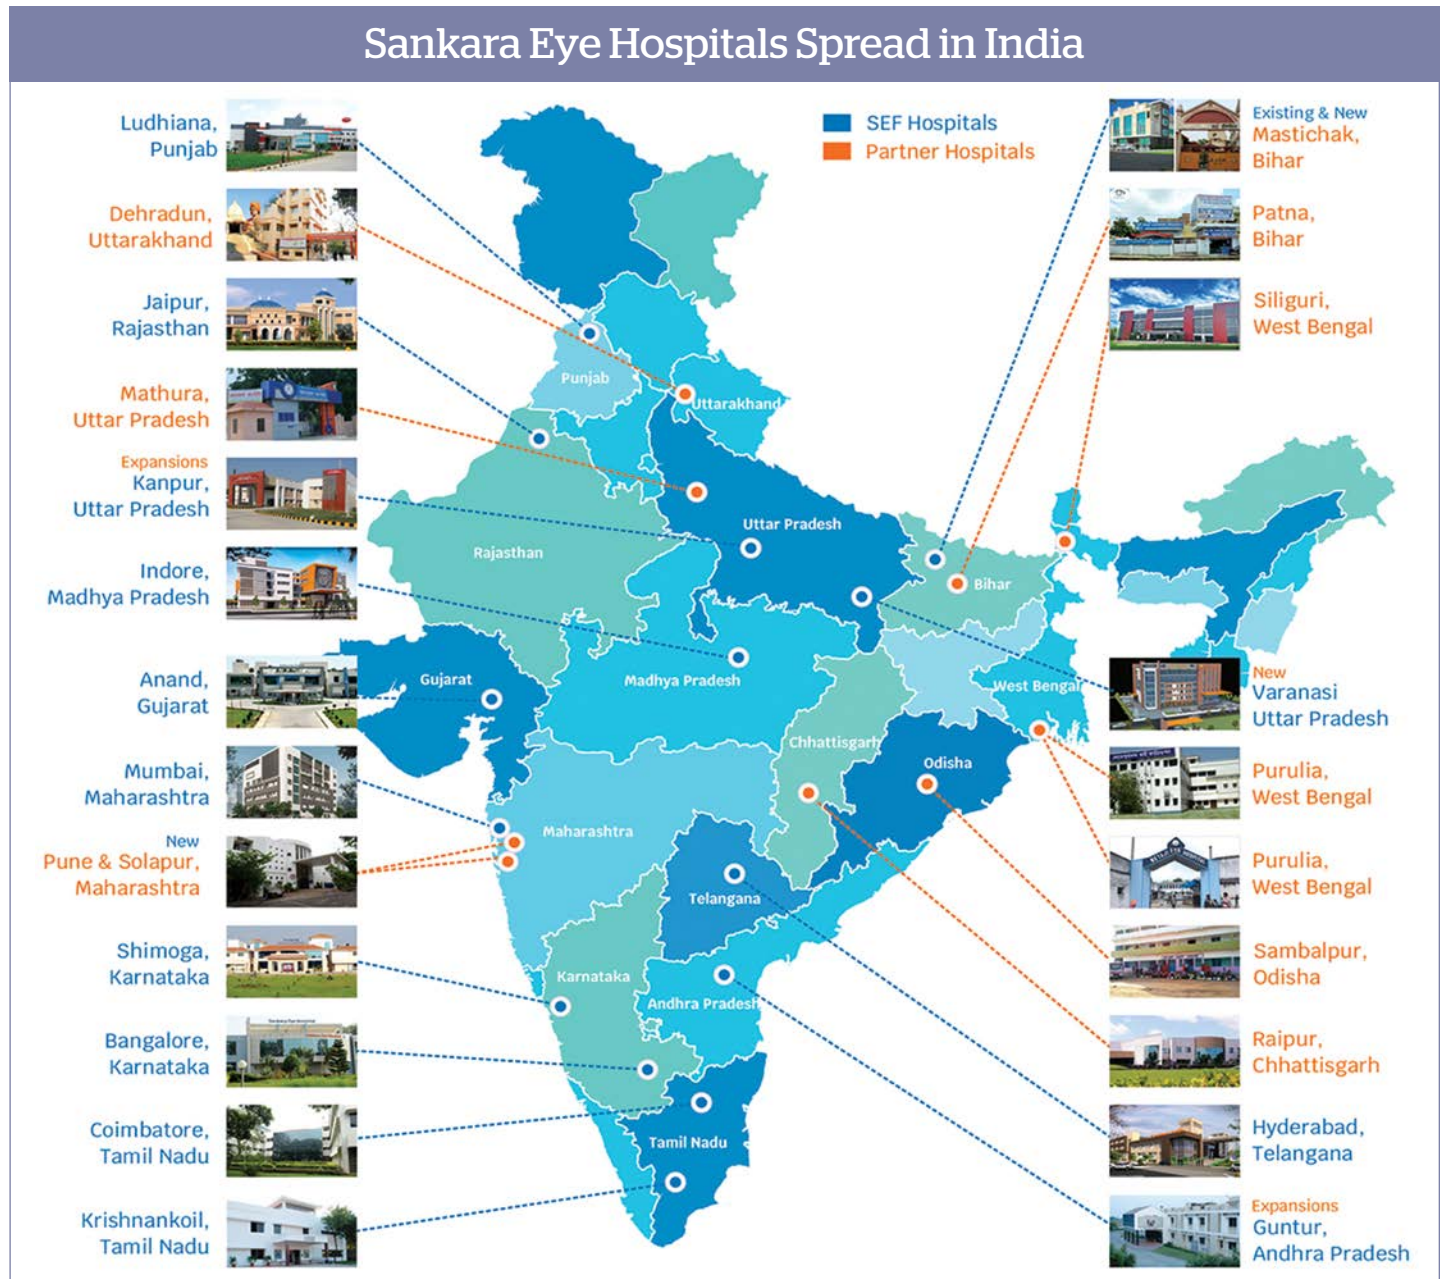 Sankara Eye Hospitals Spread in India
SEF Hospitals
Partner Hospitals
Ludhiana,
Punjab
Dehradun,
Uttarakhand
Jaipur,
Rajasthan
Mathura,
Uttar Pradesh
Expansions
Kanpur,
Uttar Pradesh
Indore,
Madhya Pradesh
Anand,
Gujarat
Mumbai,
Maharashtra
New
Pune & Solapur,
Maharashtra
Shimoga,
Karnataka
Bangalore,
Karnataka
Coimbatore,
Tamil Nadu
Krishnankoil,
Tamil Nadu
Punjab
Uttarakhand
Uttar Pradesh
Rajasthan
Bihar
Gujarat
Madhya Pradesh
West Bengal
Chhattisgarh
Odisha
Maharashtra
Telangana
Karnataka
Andhra Pradesh
Tamil Nadu
Existing & New
Mastichak,
Bihar
Patna,
Bihar
Siliguri,
West Bengal
New
Varanasi
Uttar Pradesh
Purulia,
West Bengal
Purulia,
West Bengal
Sambalpur,
Odisha
Raipur,
Chhattisgarh
Hyderabad,
Telangana
Expansions
Guntur,
Andhra Pradesh